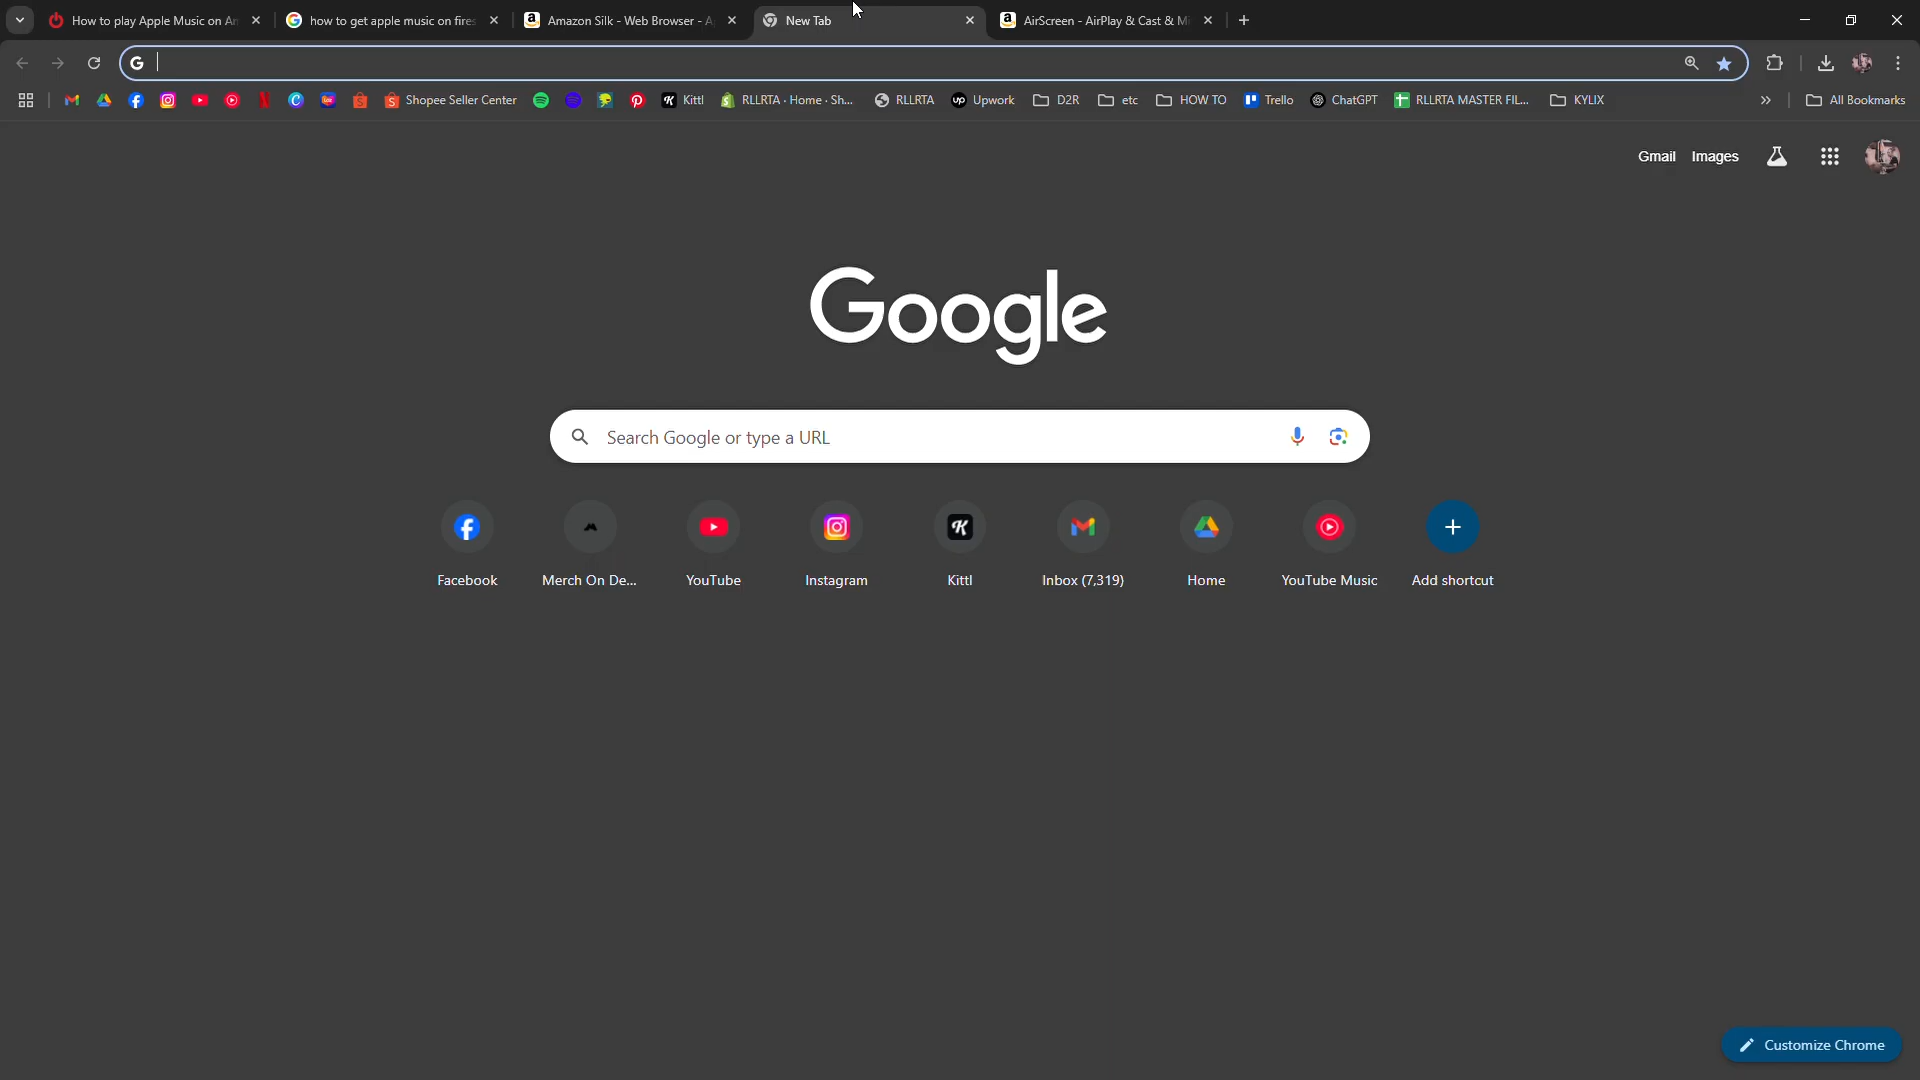 How to play Apple Music on Am
how to get apple music on fires
Amazon Silk - Web Browser - A
New Tab
AirScreen - AirPlay & Cast & Mi
Shopee Seller Center
Kittl
RLLRTA · Home · Sh...
RLLRTA
Upwork
D2R
etc
HOW TO
Trello
ChatGPT
RLLRTA MASTER FIL...
KYLIX
All Bookmarks
Gmail
Images
Google
Search Google or type a URL
Facebook
Merch On De...
YouTube
Instagram
Kittl
Inbox (7,319)
Home
YouTube Music
Add shortcut
Customize Chrome